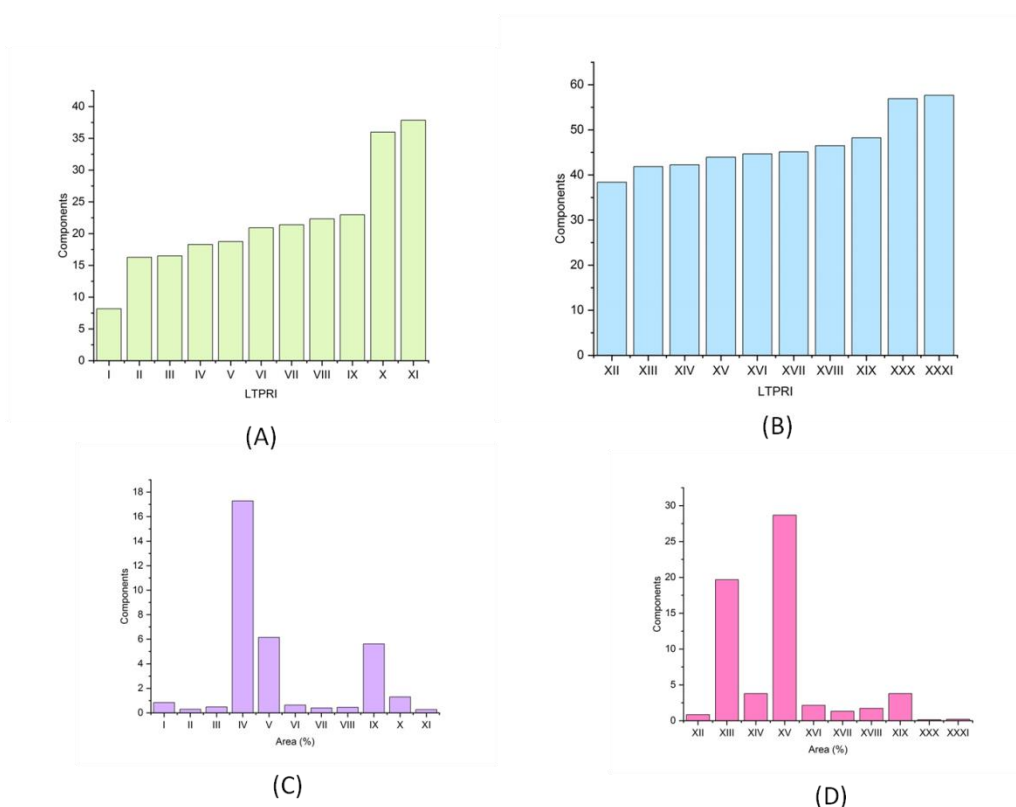 Components
40
35
30
25
20
15
10
5
0
I II III IV V VI VII VIII IX X XI
LTPRI
(A)
Components
60
50
40
30
20
10
0
XII XIII XIV XV XVI XVII XVIII XIX XXX XXXI
LTPRI
(B)
Components
18
16
14
12
10
8
6
4
2
0
I II III IV V VI VII VIII IX X XI
Area (%)
(C)
Components
30
25
20
15
10
5
0
XII XIII XIV XV XVI XVII XVIII XIX XXX XXXI
Area (%)
(D)